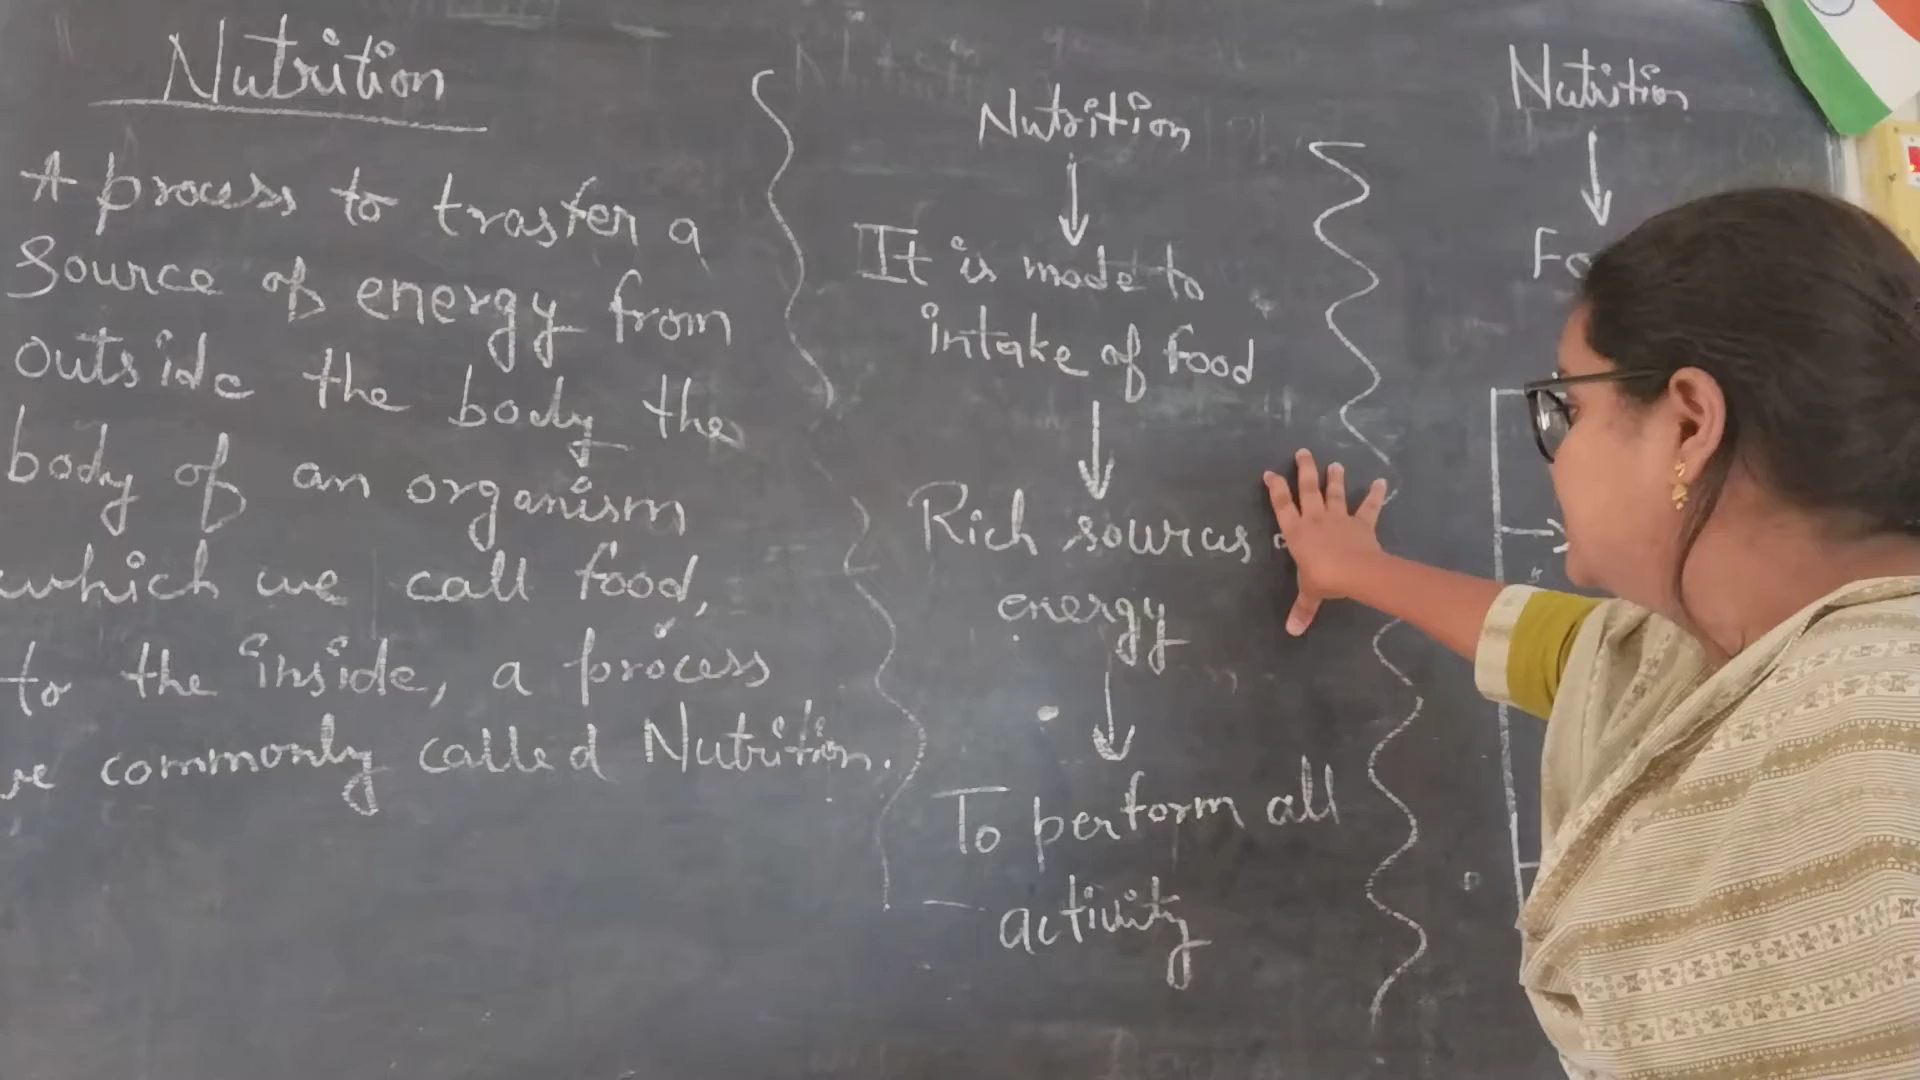 Nutrition
A process to trasfer a
source of energy from
outside the body the
body of an organism
which we call food,
to the inside, a process
we commonly called Nutrition.
Nutrition
It is made to
intake of food
Rich sources
energy
To perform all
activity
Nutrition